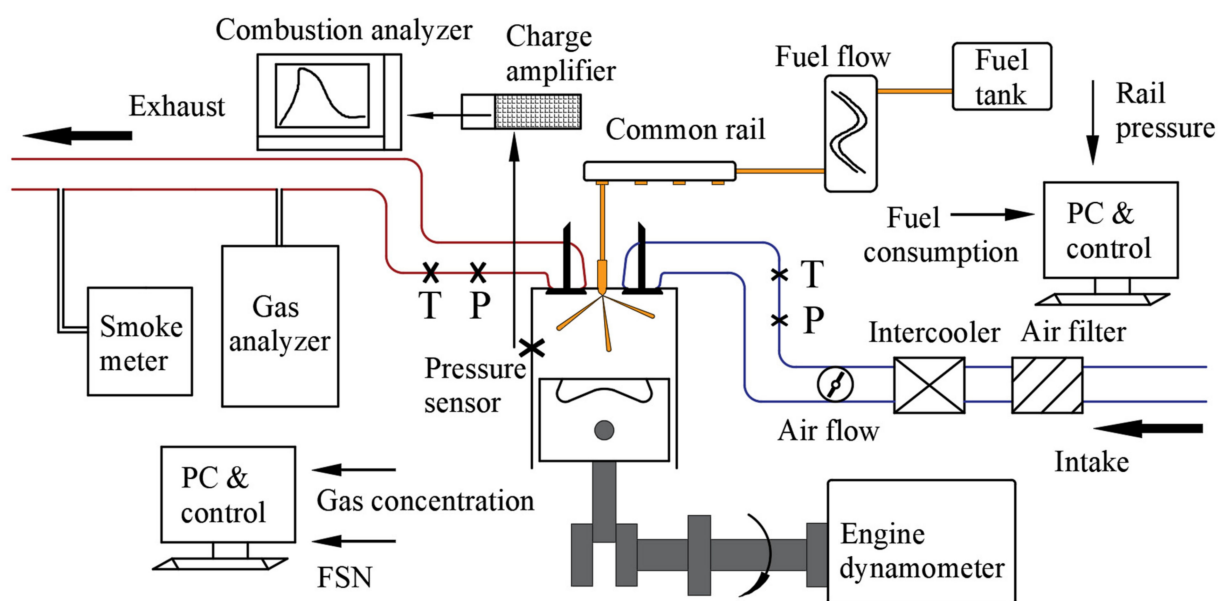 Combustion analyzer
Charge
amplifier
Fuel flow
Fuel
tank
Exhaust
Common rail
Rail
pressure
PC &
control
Fuel
consumption
T
P
T
P
Smoke
meter
Gas
analyzer
Pressure
sensor
Intercooler
Air filter
Air flow
Intake
PC &
control
Gas concentration
FSN
Engine
dynamometer